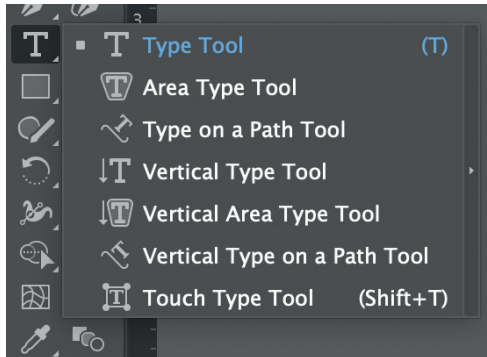 3
Type Tool (T)
Area Type Tool
Type on a Path Tool
Vertical Type Tool
Vertical Area Type Tool
Vertical Type on a Path Tool
Touch Type Tool (Shift+T)